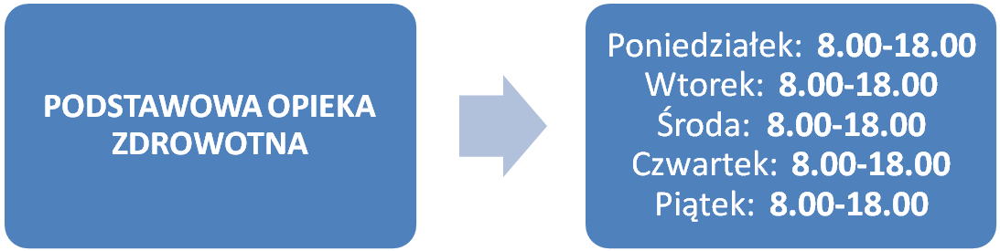 PODSTAWOWA OPIEKA
ZDROWOTNA
Poniedziałek: 8.00-18.00
Wtorek: 8.00-18.00
Środa: 8.00-18.00
Czwartek: 8.00-18.00
Piątek: 8.00-18.00